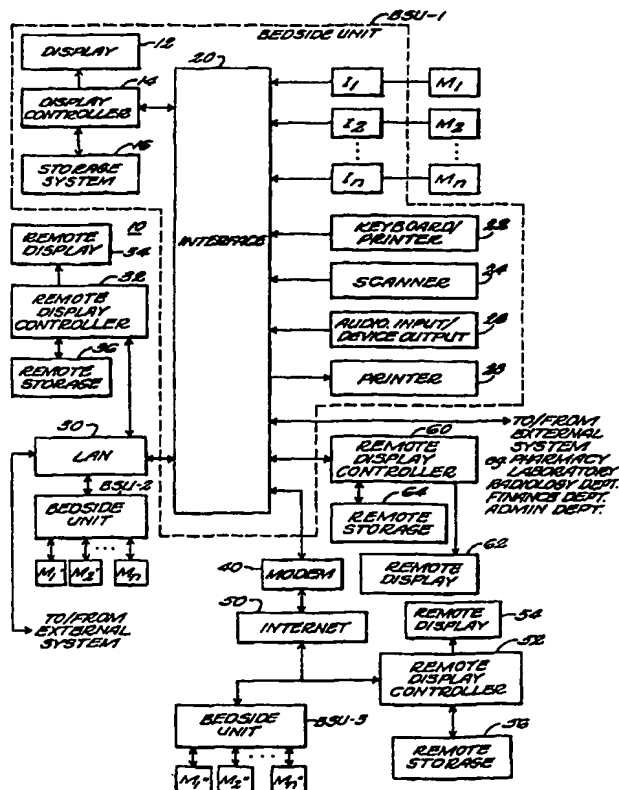 BSU-1
BEDSIDE UNIT
DISPLAY
12
14
DISPLAY
CONTROLLER
16
STORAGE
SYSTEM
20
INTERFACE
I1
M1
I2
M2
In
Mn
KEYBOARD/
PRINTER
22
SCANNER
24
AUDIO INPUT/
DEVICE OUTPUT
PRINTER
10
REMOTE
DISPLAY
34
32
REMOTE
DISPLAY
CONTROLLER
36
REMOTE
STORAGE
30
LAN
BSU-2
BEDSIDE
UNIT
M1'
M2'
Mn'
TO/FROM
EXTERNAL
SYSTEM
60
REMOTE
DISPLAY
CONTROLLER
64
REMOTE
STORAGE
62
REMOTE
DISPLAY
TO/FROM
EXTERNAL
SYSTEM
eg. PHARMACY
LABORATORY
RADIOLOGY DEPT.
FINANCE DEPT.
ADMIN DEPT.
40
MODEM
50
INTERNET
REMOTE
DISPLAY
54
52
REMOTE
DISPLAY
CONTROLLER
56
REMOTE
STORAGE
BEDSIDE
UNIT
BSU-3
M1"
M2"
Mn"